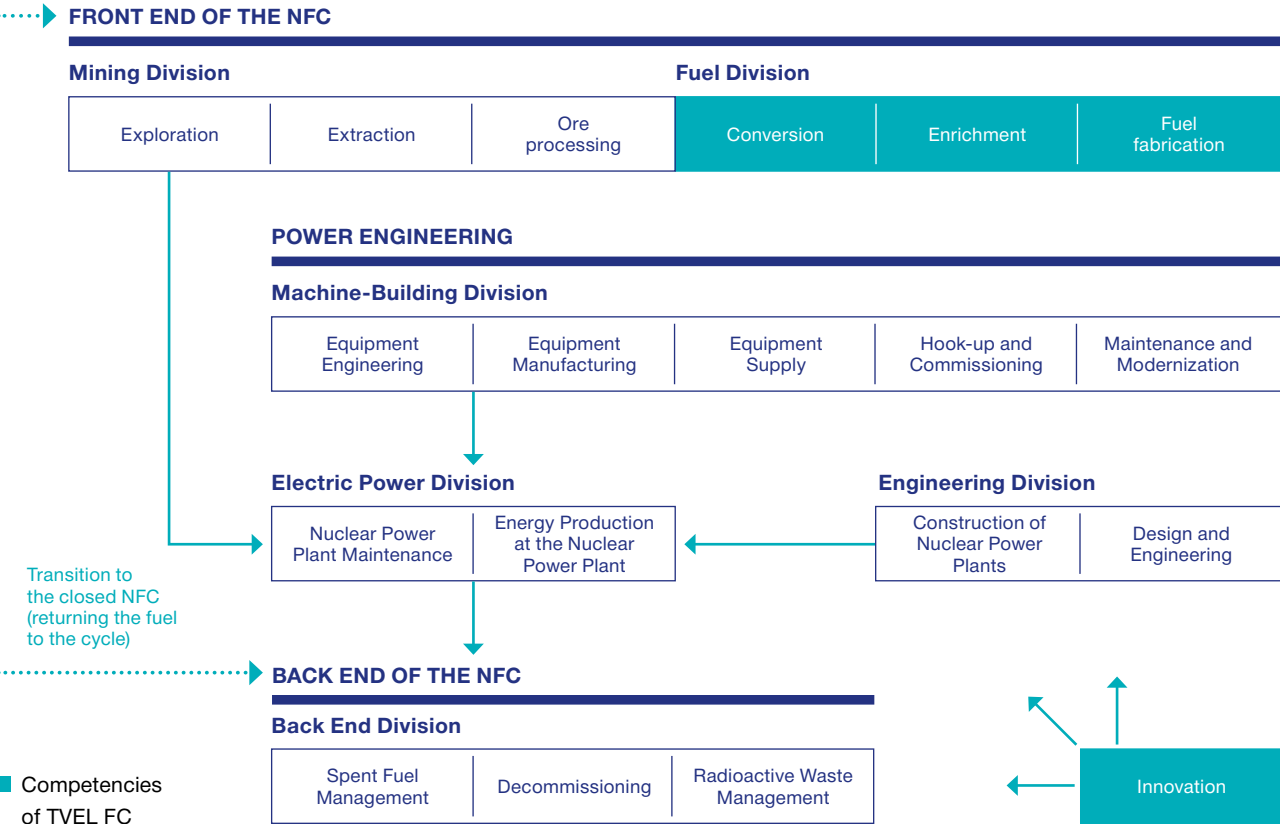 FRONT END OF THE NFC
Mining Division
Fuel Division
Exploration
Extraction
Ore
processing
Conversion
Enrichment
Fuel
fabrication
POWER ENGINEERING
Machine-Building Division
Equipment
Engineering
Equipment
Manufacturing
Equipment
Supply
Hook-up and
Commissioning
Maintenance and
Modernization
Electric Power Division
Nuclear Power
Plant Maintenance
Energy Production
at the Nuclear
Power Plant
Engineering Division
Construction of
Nuclear Power
Plants
Design and
Engineering
Transition to
the closed NFC
(returning the fuel
to the cycle)
BACK END OF THE NFC
Back End Division
Spent Fuel
Management
Decommissioning
Radioactive Waste
Management
Innovation
Competencies
of TVEL FC